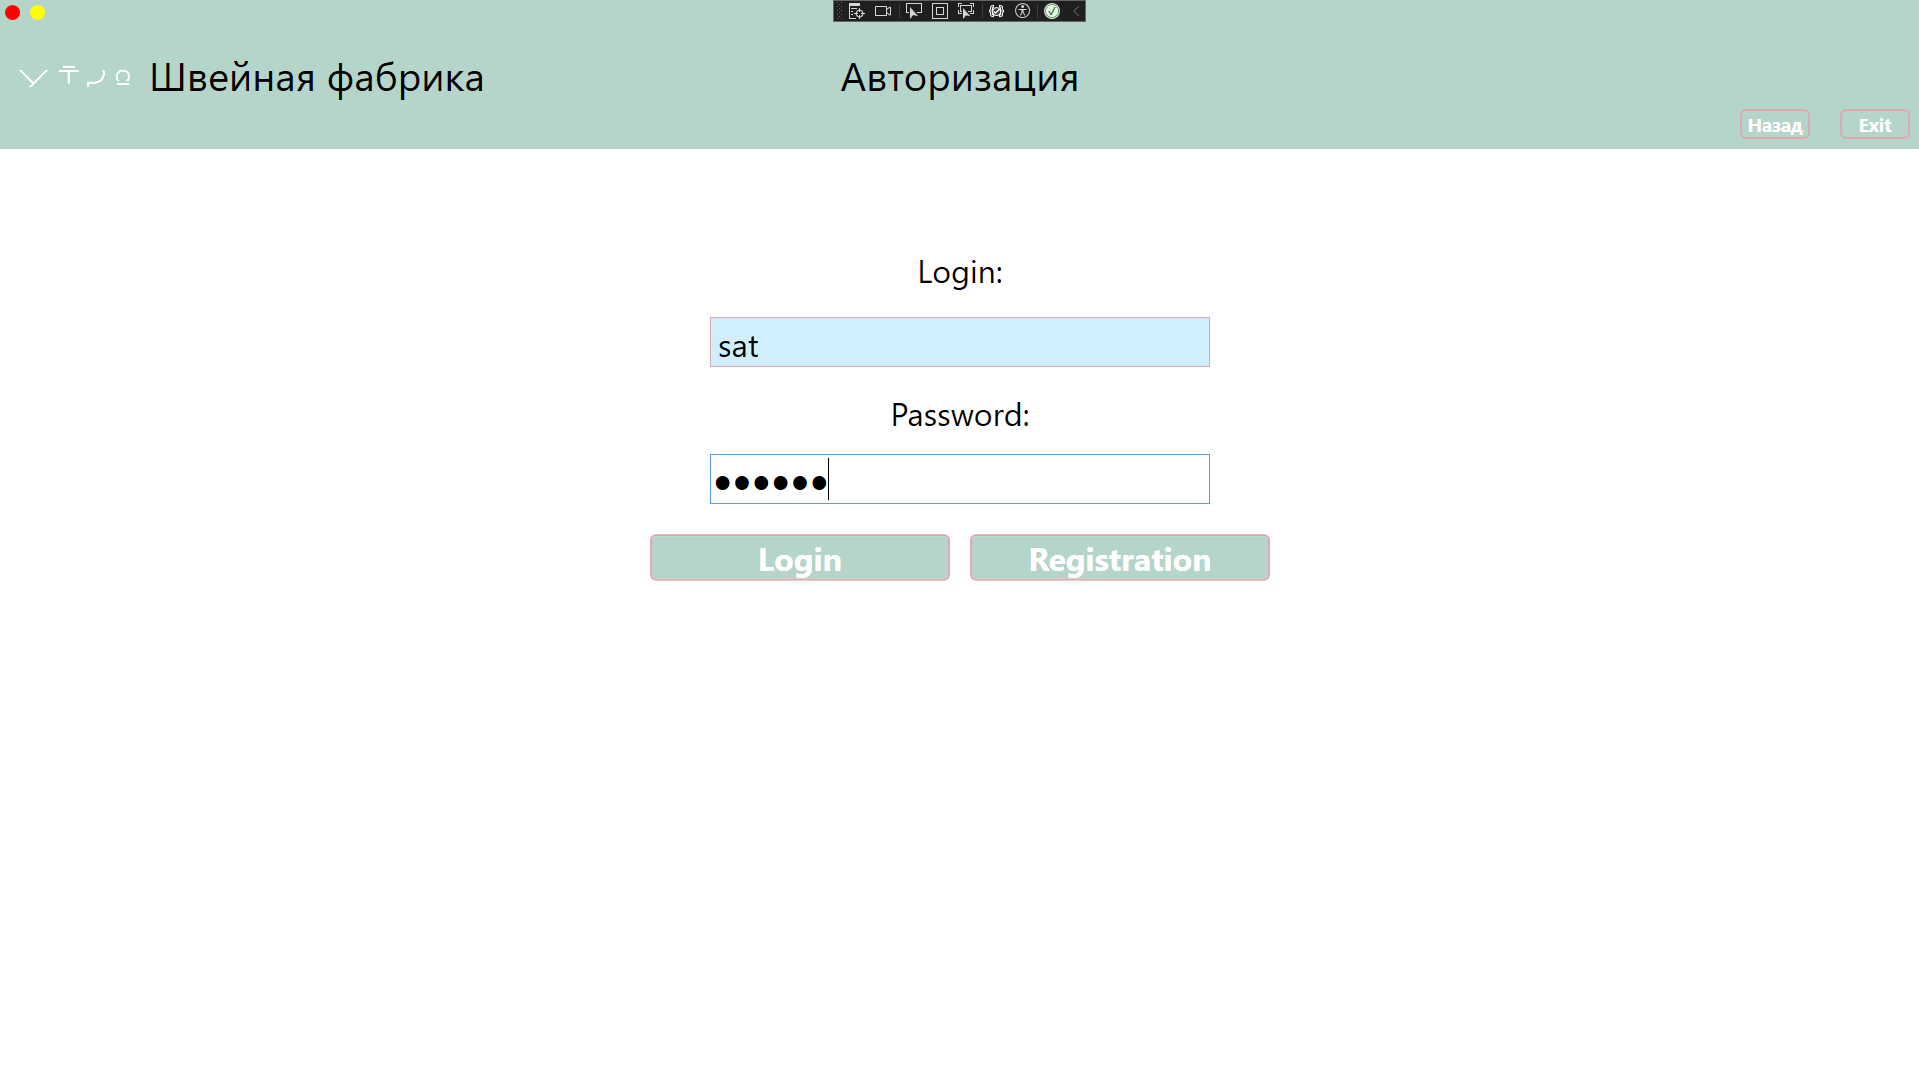 Швейная фабрика
Авторизация
Назад
Exit
Login:
sat
Password:
●●●●●●
Login
Registration